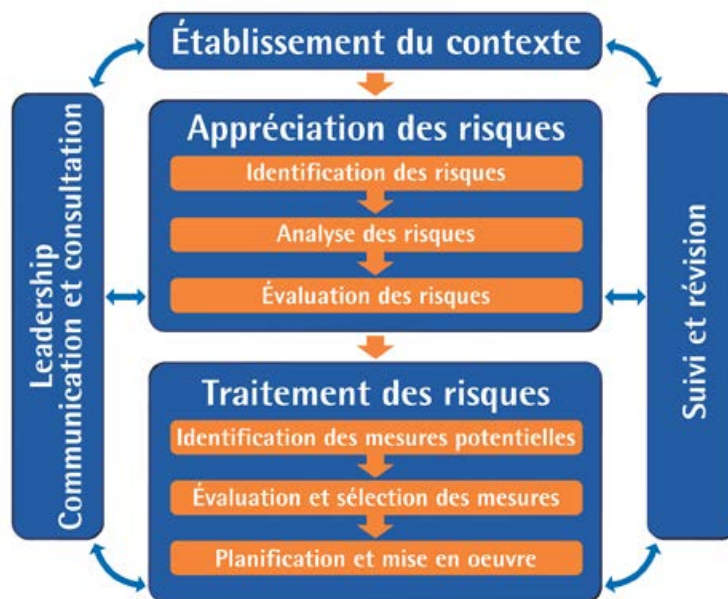 Établissement du contexte
Leadership
Communication et consultation
Appréciation des risques
Identification des risques
Analyse des risques
Évaluation des risques
Traitement des risques
Identification des mesures potentielles
Évaluation et sélection des mesures
Planification et mise en oeuvre
Suivi et révision